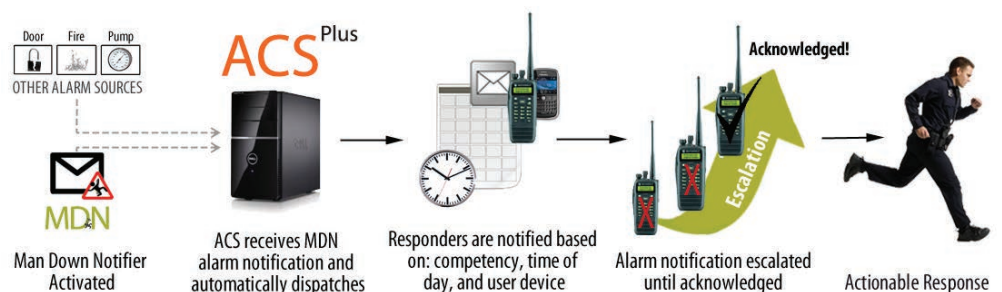 Door Fire Pump
OTHER ALARM SOURCES
MDN
Man Down Notifier
Activated
ACS Plus
ACS receives MDN
alarm notification and
automatically dispatches
Responders are notified based
on: competency, time of
day, and user device
Acknowledged!
Escalation
Alarm notification escalated
until acknowledged
Actionable Response